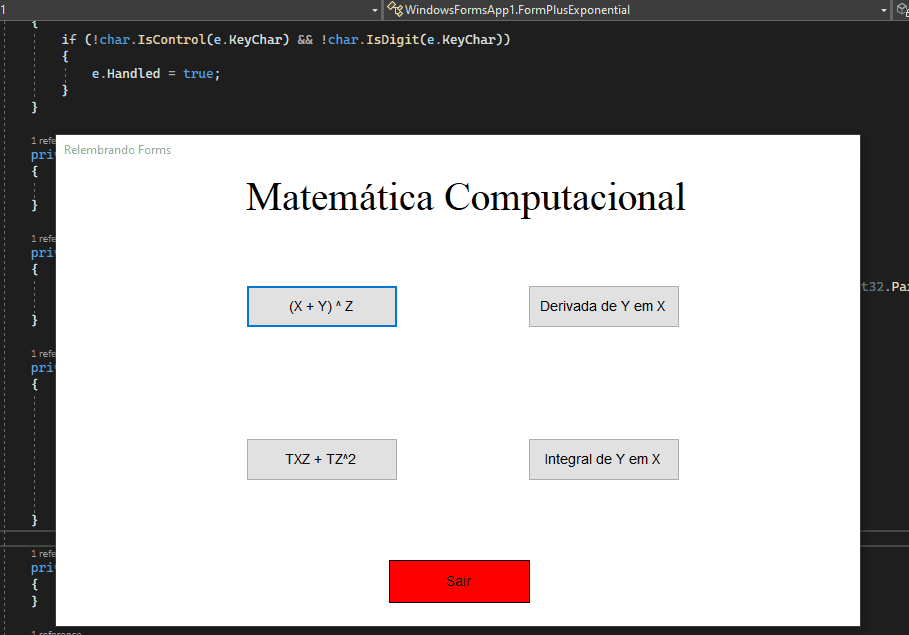 1
WindowsFormsApp1.FormPlusExponential
{
if (!char.IsControl(e.KeyChar) && !char.IsDigit(e.KeyChar))
{
e.Handled = true;
}
}
1 refe
pri
{
}
1 refe
pri
{
t32.Pa
}
1 refe
pri
{
}
1 refe
pri
{
}
1 reference
Relembrando Forms
Matemática Computacional
(X + Y) ^ Z
Derivada de Y em X
TXZ + TZ^2
Integral de Y em X
Sair